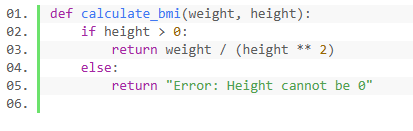 01. def calculate_bmi(weight, height):
02.     if height > 0:
03.         return weight / (height ** 2)
04.     else:
05.         return "Error: Height cannot be 0"
06.